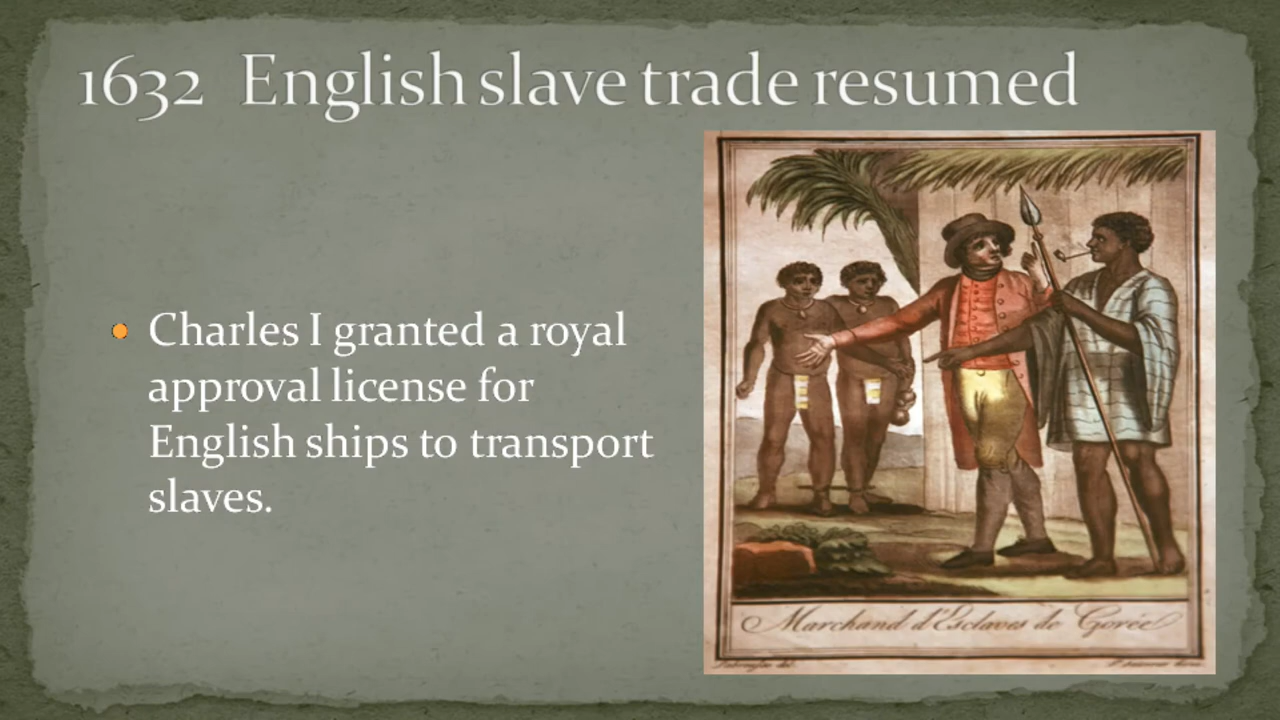 1632 English slave trade resumed
Charles I granted a royal
approval license for
English ships to transport
slaves.
Marchand d'Esclaves de Gorée